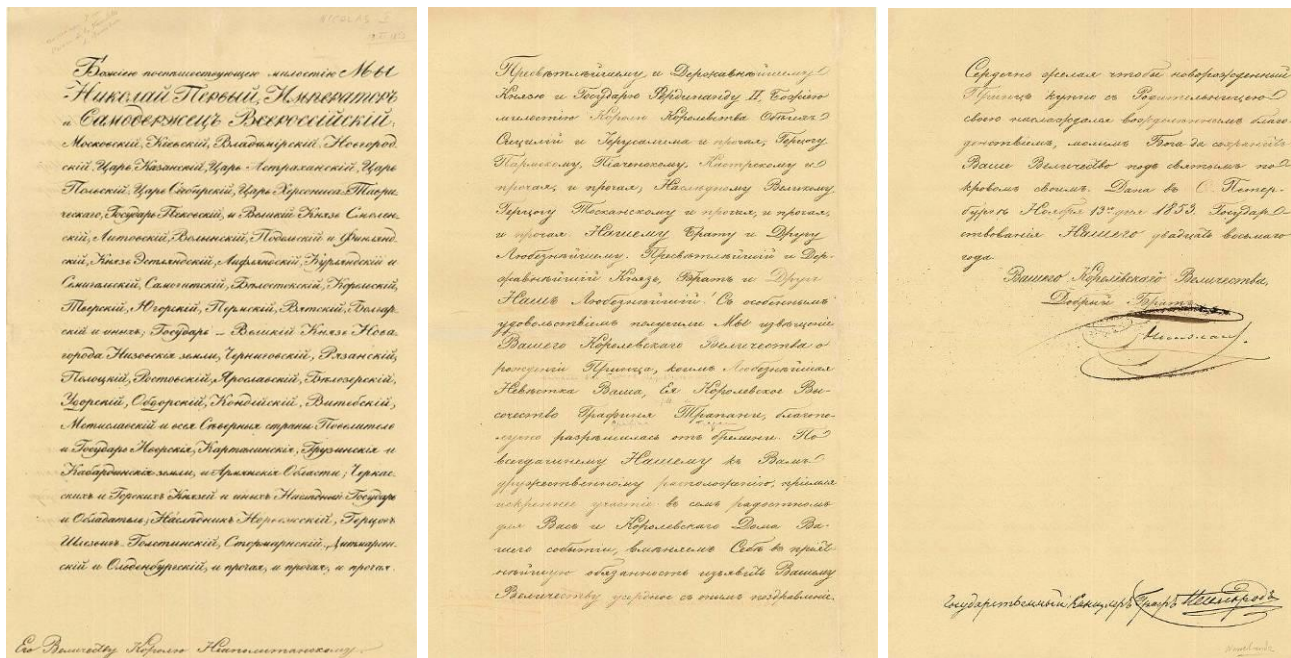 NICOLAS I
Божіею поспѣшествующею милостію МЫ
Николай Первый, Императоръ
и Самодержецъ Всероссійскій,
Московскій, Кіевскій, Владимірскій, Новгород-
скій, Царь Казанскій, Царь Астраханскій, Царь
Польскій, Царь Сибирскій, Царь Херсониса-Таври-
ческаго, Государь Псковскій, и Великій Князь Смолен-
скій, Литовскій, Волынскій, Подольскій и Финлянд-
скій, Князь Эстляндскій, Лифляндскій, Курляндскій и
Семигальскій, Самогитскій, Бѣлостокскій, Корельскій,
Тверскій, Югорскій, Пермскій, Вятскій, Болгар-
скій и иныхъ; Государь и Великій Князь Нова-
города Низовскія земли, Черниговскій, Рязанскій,
Полоцкій, Ростовскій, Ярославскій, Бѣлозерскій,
Удорскій, Обдорскій, Кондійскій, Витебскій,
Мстиславскій и всея Сѣверныя страны Повелитель
и Государь Иверскія, Карталинскія, Грузинскія и
Кабардинскія земли, и Армянскія Области; Черкас-
скихъ и Горскихъ Князей и иныхъ Наслѣдный Государь
и Обладатель; Наслѣдникъ Норвежскій, Герцогъ
Шлезвигъ-Голстинскій, Стормарнскій, Дитмарсен-
скій и Ольденбургскій, и прочая, и прочая, и прочая.
Его Величеству Королю Неаполитанскому.
Пресвѣтлѣйшему, и Державнѣйшему
Князю и Государю Фердинанду II, Божіею
милостію Королю Королевства Обѣихъ
Сицилій и Іерусалима и прочая, Герцогу
Пармскому, Піаченскому, Кастрскому и
прочая, и прочая, Наслѣдному Великому
Герцогу Тосканскому и прочая, и прочая,
и прочая. Нашему Брату и Другу
Любезнѣйшему. Пресвѣтлѣйшій и Дер-
жавнѣйшій Князь, Братъ и Другъ
Нашъ Любезнѣйшій! Съ особеннымъ
удовольствіемъ получили Мы извѣщеніе
Вашего Королевскаго Величества о
рожденіи Принца, коимъ Любезнѣйшая
Невѣстка Ваша, Ея Королевское Вы-
сочество Графиня Трапани, благопо-
лучно разрѣшилась отъ бремени. По
всегдашнему Нашему къ Вамъ
дружественному расположенію, пріемля
искреннее участіе въ семъ радостномъ
для Васъ и Королевскаго Дома Ва-
шего событіи, вмѣняемъ Себѣ въ пріят-
нѣйшую обязанность изъявить Вашему
Величеству усердное съ тѣмъ поздравленіе.
Сердечно желая чтобы новорожденный
Принцъ купно съ Родительницею
своею наслаждался вожделеннымъ благо-
денствіемъ, молимъ Бога да сохранитъ
Ваше Величество подъ святымъ по-
кровомъ своимъ. Дана въ С. Петер-
бургѣ Ноября 13го дня 1853. Государ-
ствованія Нашего двадцать восьмаго
года
Вашего Королевскаго Величества,
Добрый Братъ
Николай.
Государственный Канцлеръ Графъ Нессельроде